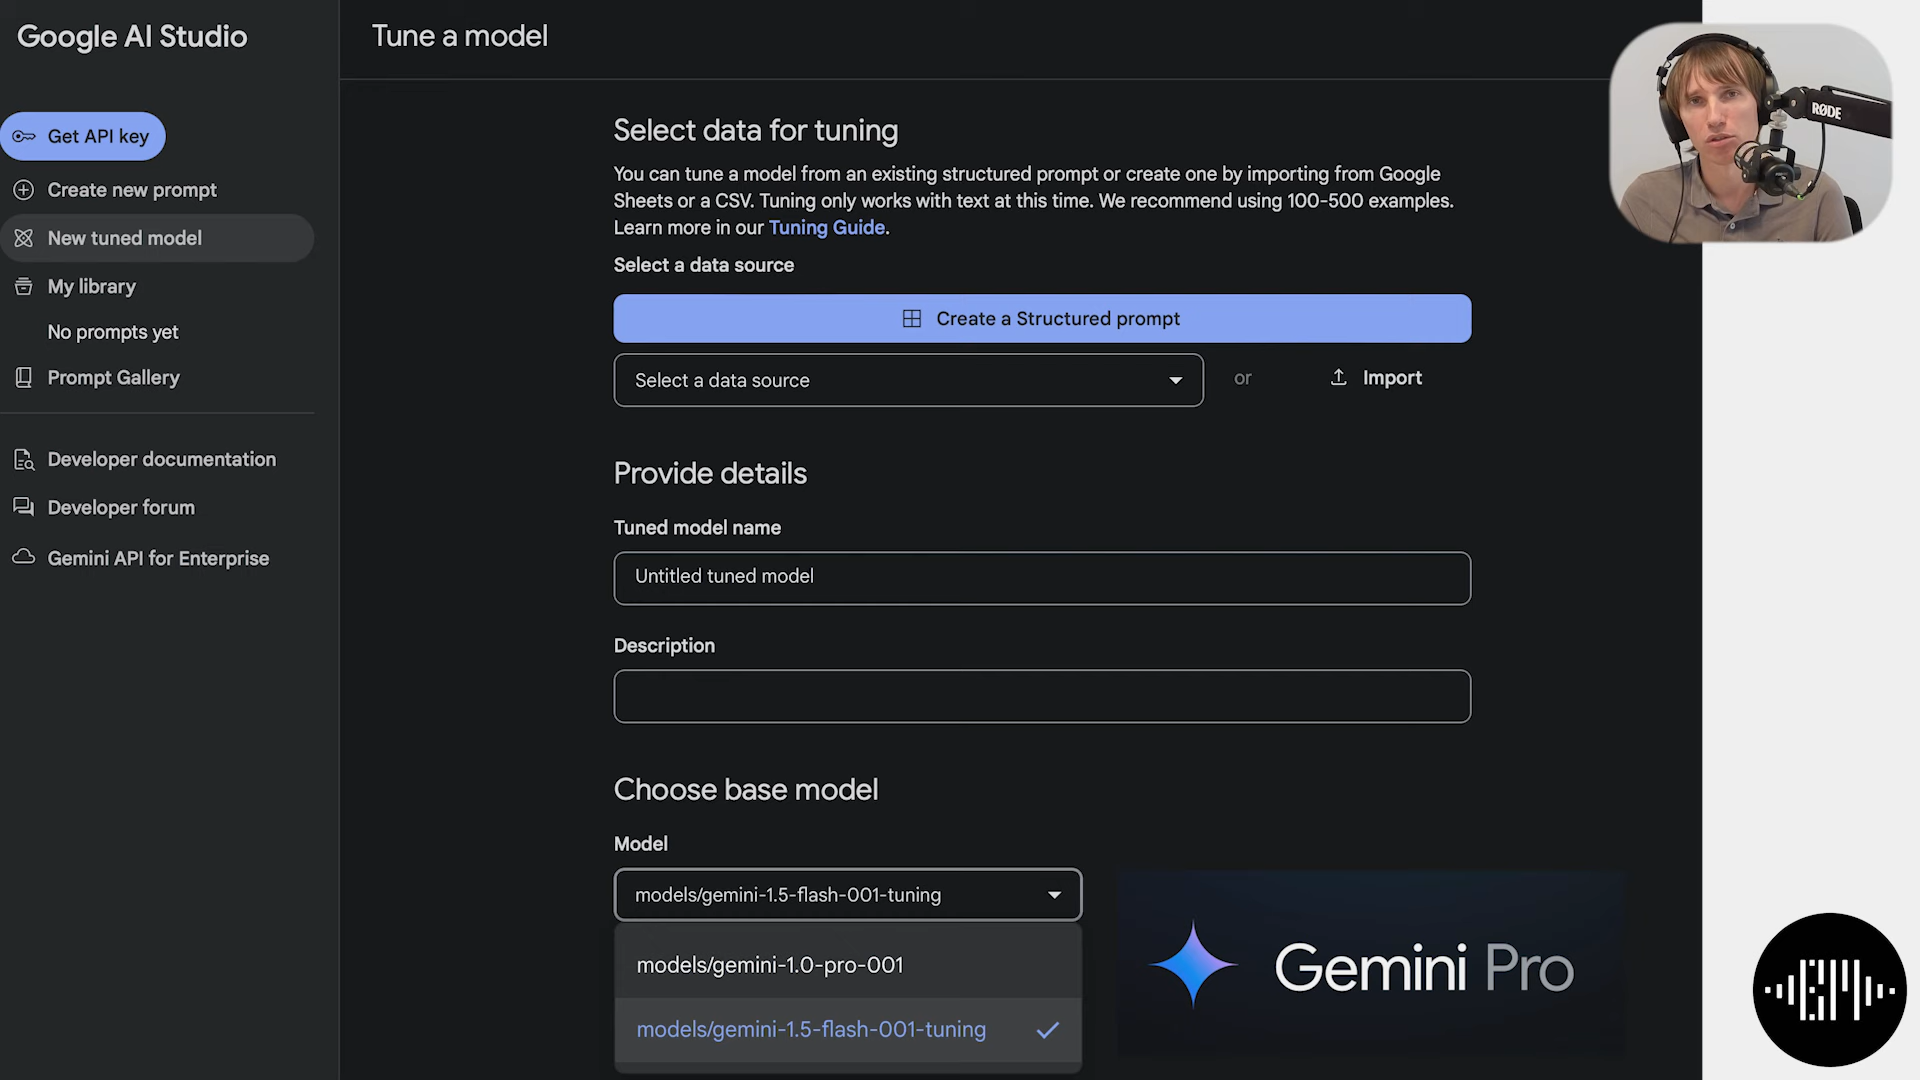 Google AI Studio
Tune a model
Get API key
Create new prompt
New tuned model
My library
No prompts yet
Prompt Gallery
Developer documentation
Developer forum
Gemini API for Enterprise
Select data for tuning
You can tune a model from an existing structured prompt or create one by importing from Google
Sheets or a CSV. Tuning only works with text at this time. We recommend using 100-500 examples.
Learn more in our Tuning Guide.
Select a data source
Create a Structured prompt
Select a data source
or
Import
Provide details
Tuned model name
Untitled tuned model
Description
Choose base model
Model
models/gemini-1.5-flash-001-tuning
models/gemini-1.0-pro-001
models/gemini-1.5-flash-001-tuning
Gemini Pro
RØDE